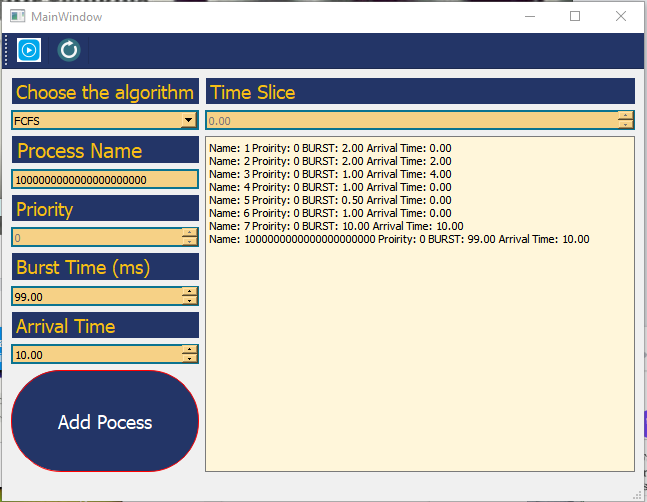 MainWindow
Choose the algorithm
FCFS
Process Name
1000000000000000000000
Priority
0
Burst Time (ms)
99.00
Arrival Time
10.00
Add Pocess
Time Slice
0.00
Name: 1 Proirity: 0 BURST: 2.00 Arrival Time: 0.00
Name: 2 Proirity: 0 BURST: 2.00 Arrival Time: 2.00
Name: 3 Proirity: 0 BURST: 1.00 Arrival Time: 4.00
Name: 4 Proirity: 0 BURST: 1.00 Arrival Time: 0.00
Name: 5 Proirity: 0 BURST: 0.50 Arrival Time: 0.00
Name: 6 Proirity: 0 BURST: 1.00 Arrival Time: 0.00
Name: 7 Proirity: 0 BURST: 10.00 Arrival Time: 10.00
Name: 1000000000000000000000 Proirity: 0 BURST: 99.00 Arrival Time: 10.00